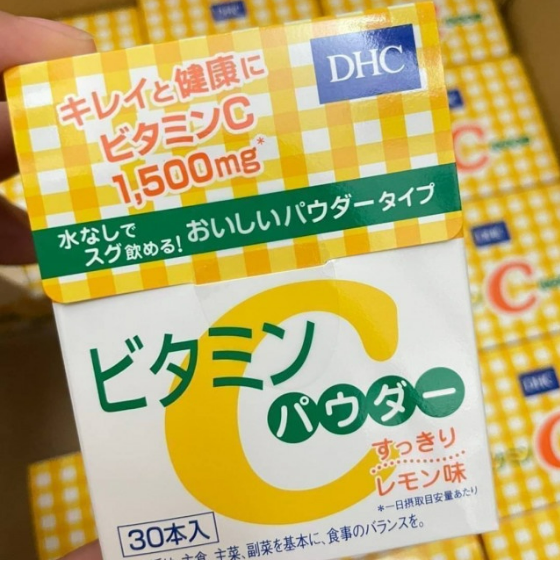 DHC
キレイと健康に
ビタミンC
1,500mg*
水なしで
スグ飲める!
おいしいパウダータイプ
ビタミン
C
パウダー
すっきり
レモン味
*一日摂取目安量あたり
30本入
主食、主菜、副菜を基本に、食事のバランスを。
DHC
C
DHC
C
DHC
C